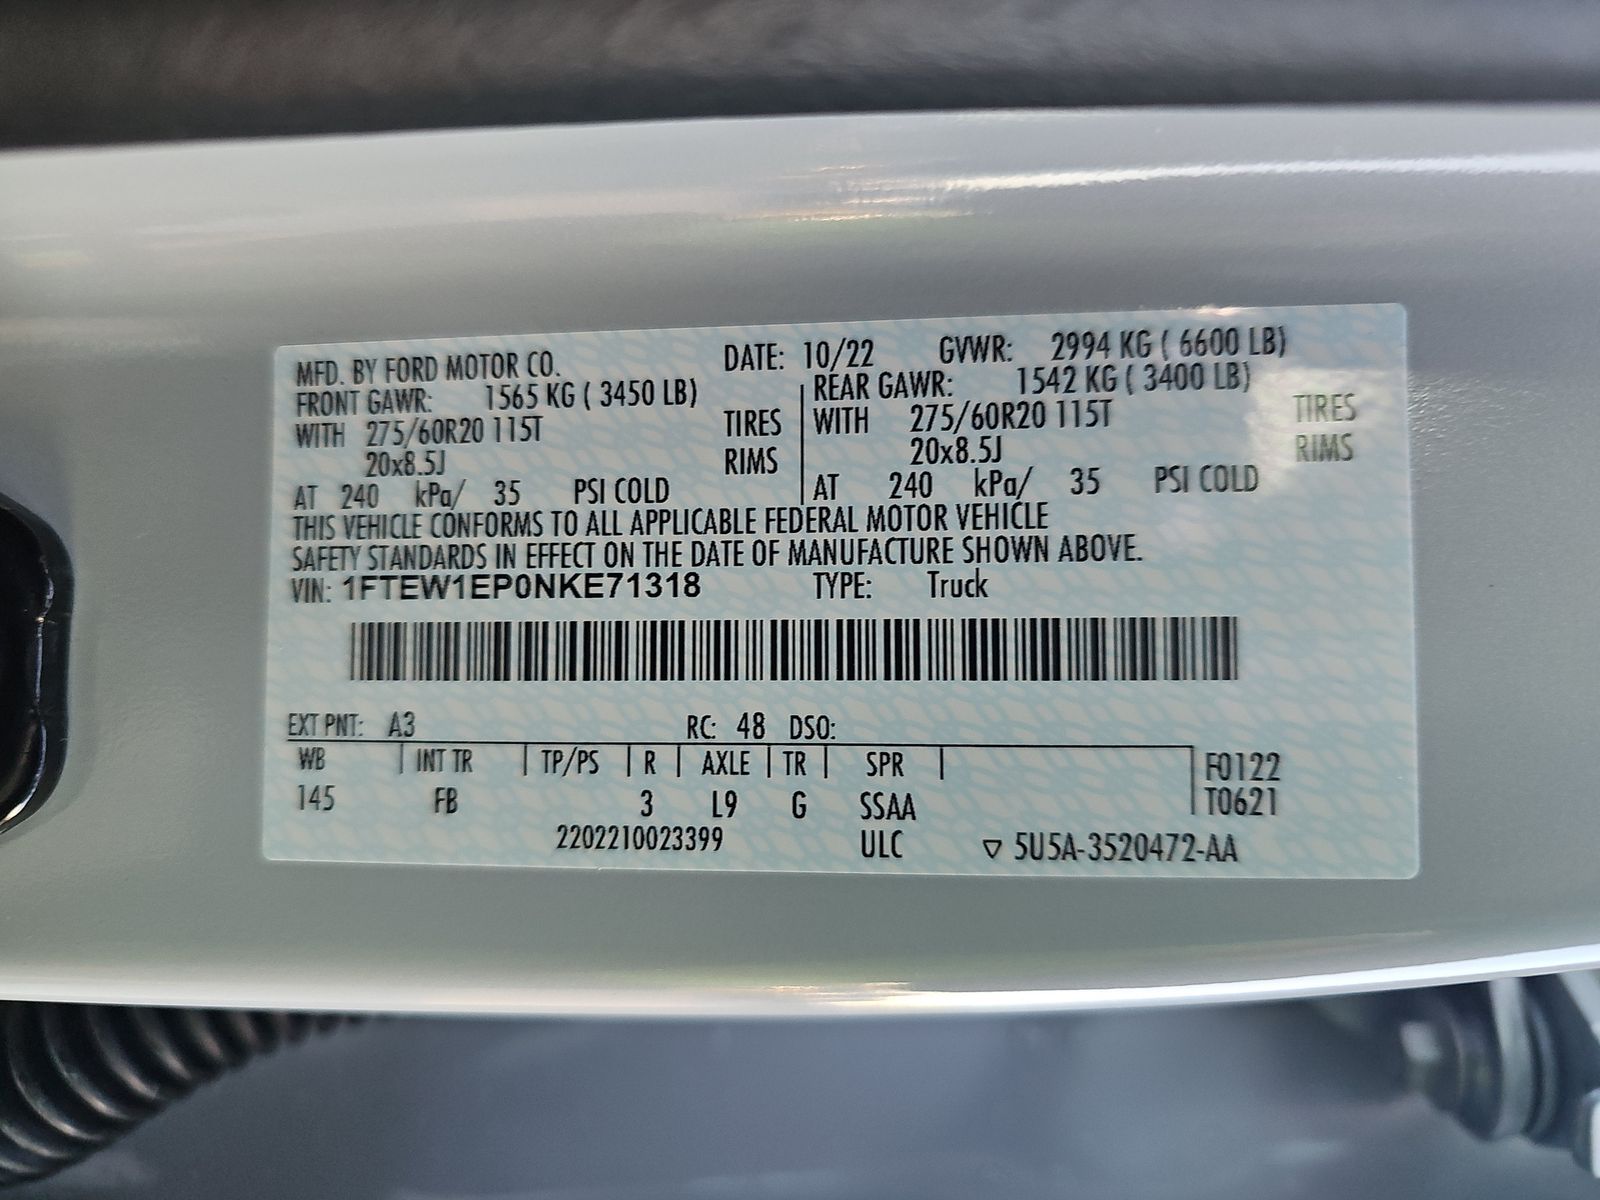 MFD. BY FORD MOTOR CO. DATE: 10/22 GVWR: 2994 KG ( 6600 LB)
FRONT GAWR: 1565 KG ( 3450 LB) REAR GAWR: 1542 KG ( 3400 LB)
WITH 275/60R20 115T TIRES WITH 275/60R20 115T TIRES
20x8.5J RIMS 20x8.5J RIMS
AT 240 kPa/ 35 PSI COLD AT 240 kPa/ 35 PSI COLD
THIS VEHICLE CONFORMS TO ALL APPLICABLE FEDERAL MOTOR VEHICLE
SAFETY STANDARDS IN EFFECT ON THE DATE OF MANUFACTURE SHOWN ABOVE.
VIN: 1FTEW1EP0NKE71318 TYPE: Truck
EXT PNT: A3 RC: 48 DSO:
WB INT TR TP/PS R AXLE TR SPR F0122
145 FB 3 L9 G SSAA T0621
2202210023399 ULC ▽ 5U5A-3520472-AA